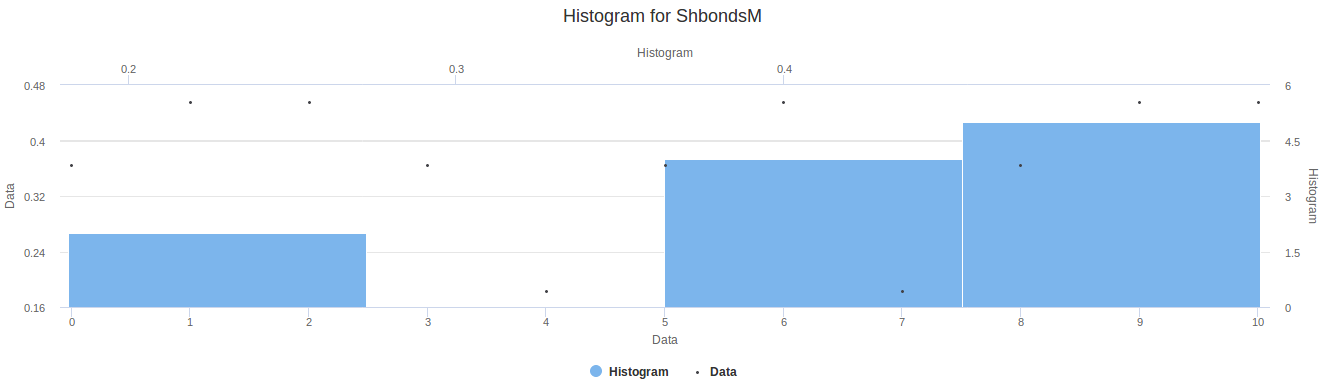 Histogram for ShbondsM
Histogram
0.2 0.3 0.4
0.48 6
0.4 4.5
0.32 3
0.24 1.5
0.16 0
Data
Histogram
0 1 2 3 4 5 6 7 8 9 10
Data
Histogram Data